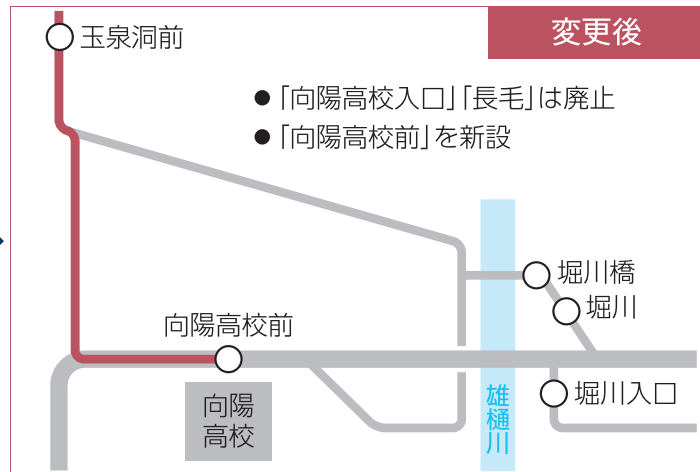 変更後
玉泉洞前
●「向陽高校入口」「長毛」は廃止
●「向陽高校前」を新設
堀川橋
堀川
向陽高校前
堀川入口
向陽
高校
雄樋川